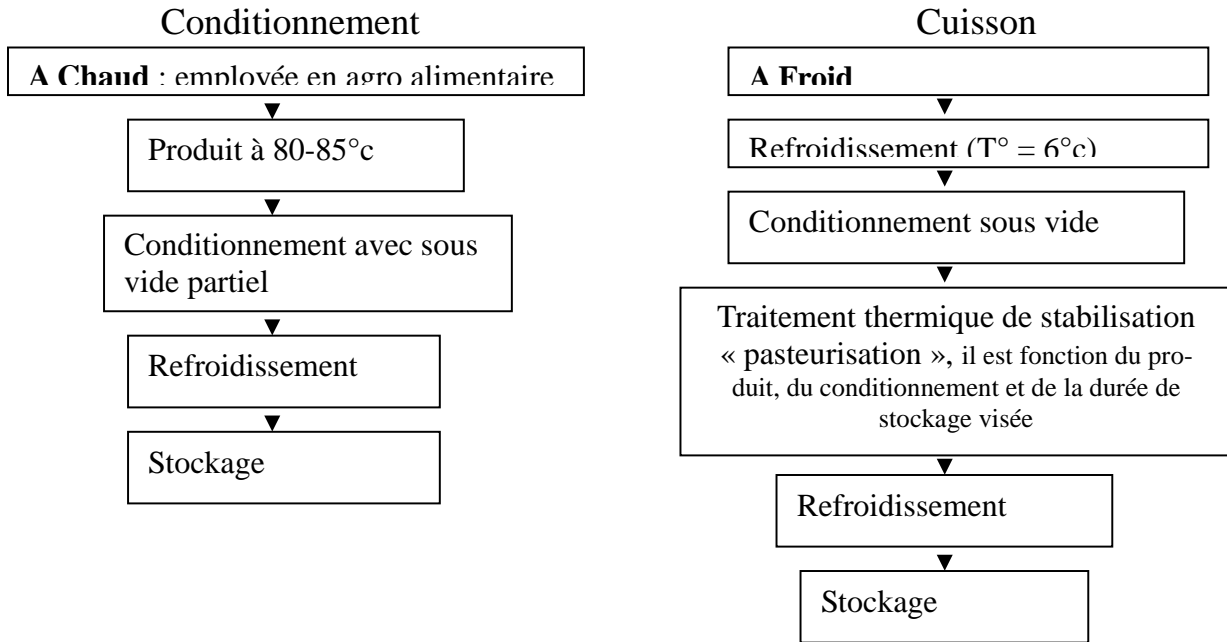 Conditionnement
A Chaud : employée en agro alimentaire
Produit à 80-85°c
Conditionnement avec sous
vide partiel
Refroidissement
Stockage
Cuisson
A Froid
Refroidissement (T° = 6°c)
Conditionnement sous vide
Traitement thermique de stabilisation
« pasteurisation », il est fonction du pro-
duit, du conditionnement et de la durée de
stockage visée
Refroidissement
Stockage